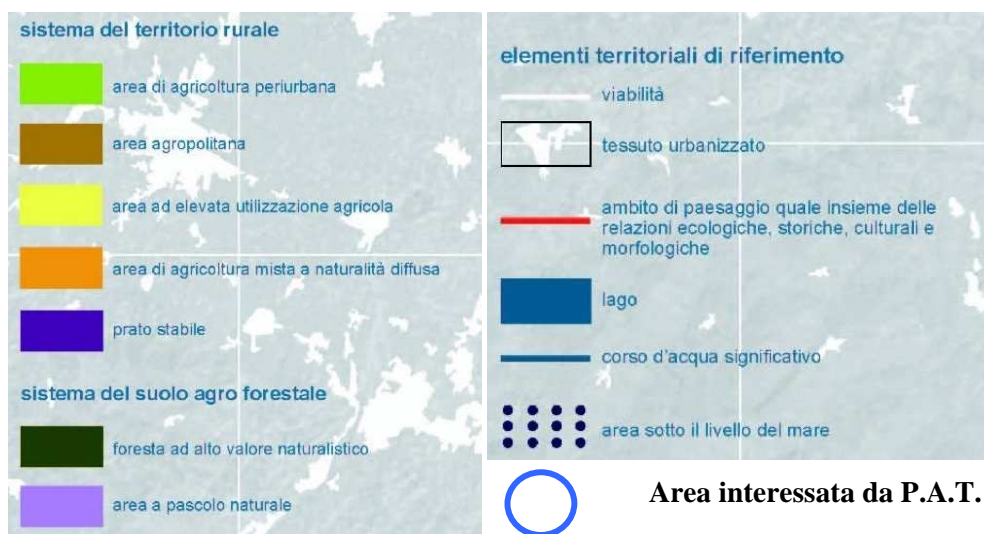 sistema del territorio rurale
area di agricoltura periurbana
area agropolitana
area ad elevata utilizzazione agricola
area di agricoltura mista a naturalità diffusa
prato stabile
sistema del suolo agro forestale
foresta ad alto valore naturalistico
area a pascolo naturale
elementi territoriali di riferimento
viabilità
tessuto urbanizzato
ambito di paesaggio quale insieme delle
relazioni ecologiche, storiche, culturali e
morfologiche
lago
corso d'acqua significativo
area sotto il livello del mare
Area interessata da P.A.T.